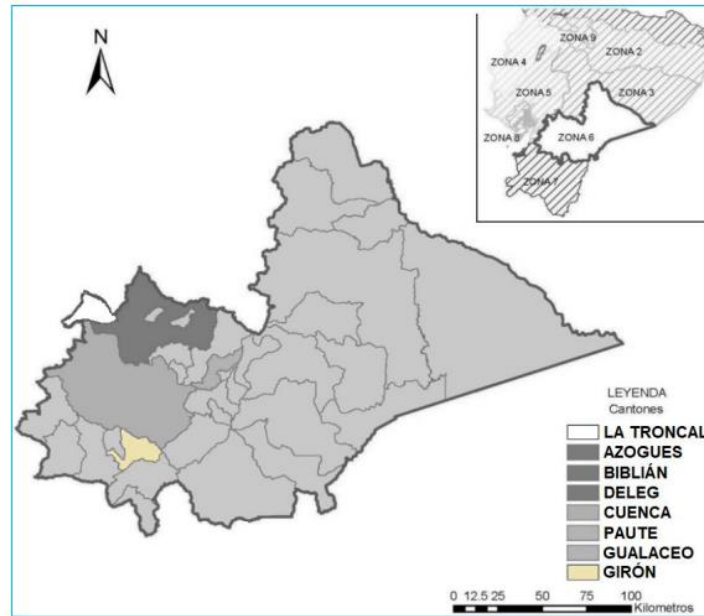 N
ZONA 9
ZONA 2
ZONA 4
ZONA 5
ZONA 3
ZONA 8
ZONA 6
ZONA 7
LEYENDA
Cantones
LA TRONCAL
AZOGUES
BIBLIÁN
DELEG
CUENCA
PAUTE
GUALACEO
GIRÓN
0 12.5 25 50 75 100
Kilometros